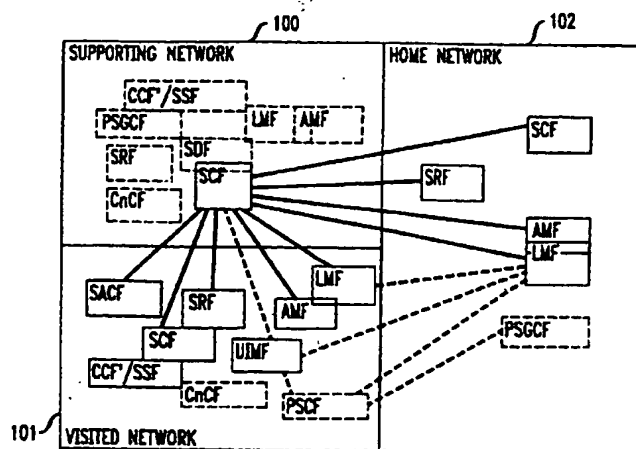 100
102
SUPPORTING NETWORK
HOME NETWORK
CCF'/SSF
PSGCF
LMF
AMF
SCF
SRF
SDF
SCF
SRF
CnCF
AMF
LMF
SACF
SRF
LMF
AMF
SCF
UIMF
PSGCF
CCF'/SSF
CnCF
PSCF
101
VISITED NETWORK